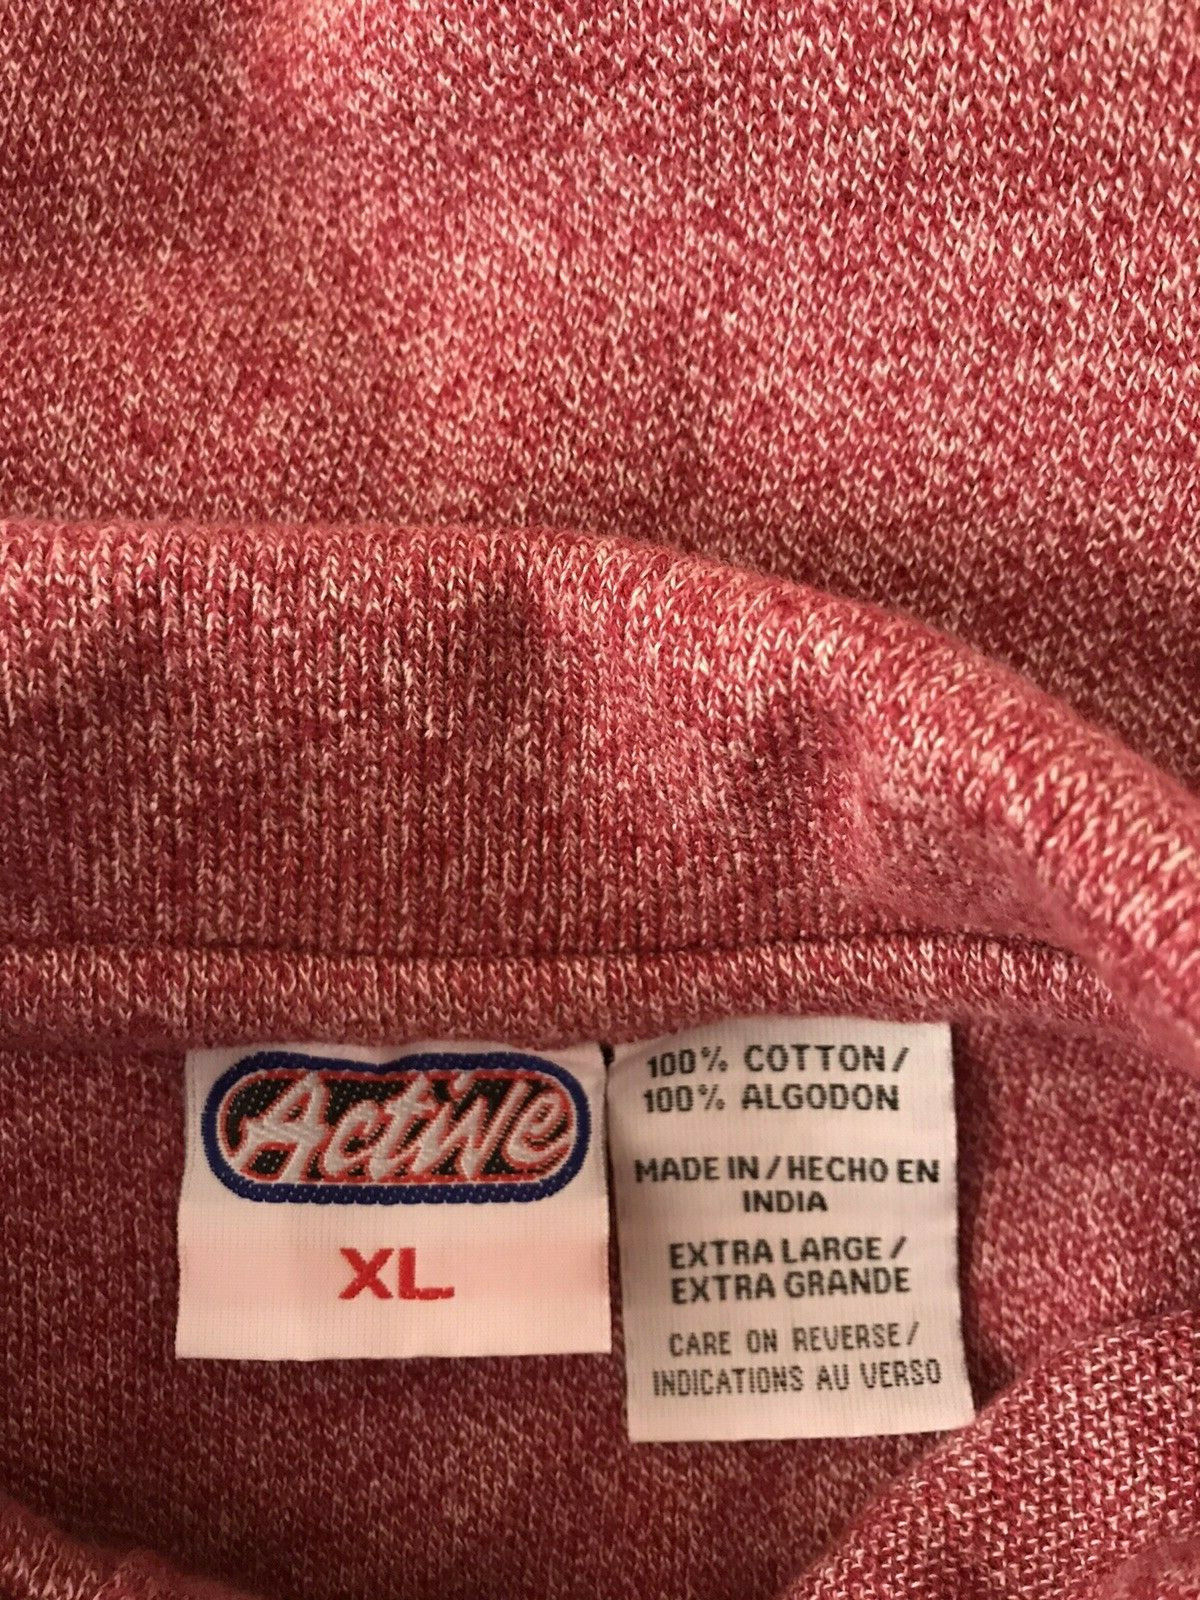 Active
XL
100% COTTON/
100% ALGODON
MADE IN/HECHO EN
INDIA
EXTRA LARGE/
EXTRA GRANDE
CARE ON REVERSE/
INDICATIONS AU VERSO